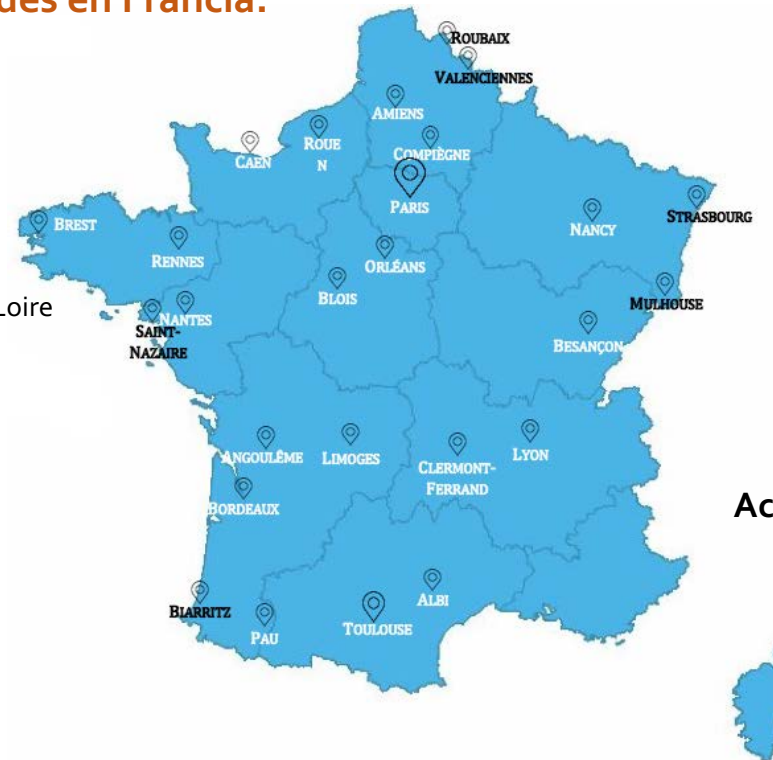 des en Francia:
ROUBAIX
VALENCIENNES
AMIENS
ROUE
N
CAEN
COMPIÈGNE
PARIS
STRASBOURG
BREST
NANCY
RENNES
ORLÉANS
BLOIS
MULHOUSE
Loire
NANTES
SAINT-
NAZAIRE
BESANÇON
ANGOULÊME
LIMOGES
LYON
CLERMONT-
FERRAND
BORDEAUX
Ac
ALBI
BIARRITZ
TOULOUSE
PAU